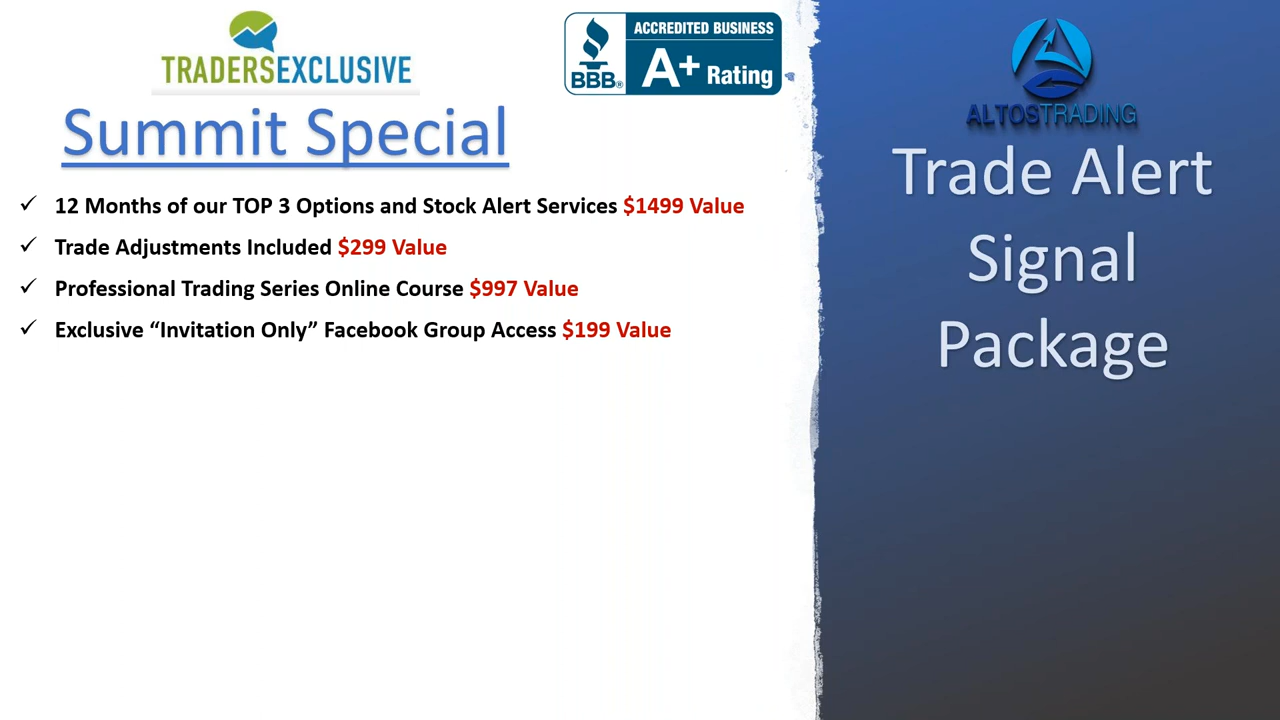 TRADERSEXCLUSIVE
BBB®
ACCREDITED BUSINESS
A+ Rating
Summit Special
✓ 12 Months of our TOP 3 Options and Stock Alert Services $1499 Value
✓ Trade Adjustments Included $299 Value
✓ Professional Trading Series Online Course $997 Value
✓ Exclusive “Invitation Only” Facebook Group Access $199 Value
ALTOSTRADING
Trade Alert
Signal
Package